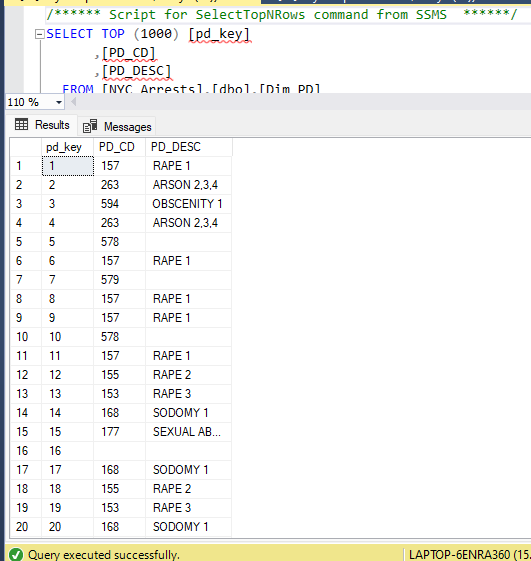 /****** Script for SelectTopNRows command from SSMS ******/
SELECT TOP (1000) [pd_key]
,[PD_CD]
,[PD_DESC]
FROM [NYC Arrests].[dbo].[Dim PD]
110 %
Results Messages
pd_key PD_CD PD_DESC
1 1 157 RAPE 1
2 2 263 ARSON 2,3,4
3 3 594 OBSCENITY 1
4 4 263 ARSON 2,3,4
5 5 578
6 6 157 RAPE 1
7 7 579
8 8 157 RAPE 1
9 9 157 RAPE 1
10 10 578
11 11 157 RAPE 1
12 12 155 RAPE 2
13 13 153 RAPE 3
14 14 168 SODOMY 1
15 15 177 SEXUAL AB...
16 16
17 17 168 SODOMY 1
18 18 155 RAPE 2
19 19 153 RAPE 3
20 20 168 SODOMY 1
Query executed successfully. LAPTOP-6ENRA360 (15.